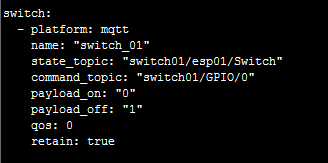 switch:
  - platform: mqtt
    name: "switch_01"
    state_topic: "switch01/esp01/Switch"
    command_topic: "switch01/GPIO/0"
    payload_on: "0"
    payload_off: "1"
    qos: 0
    retain: true